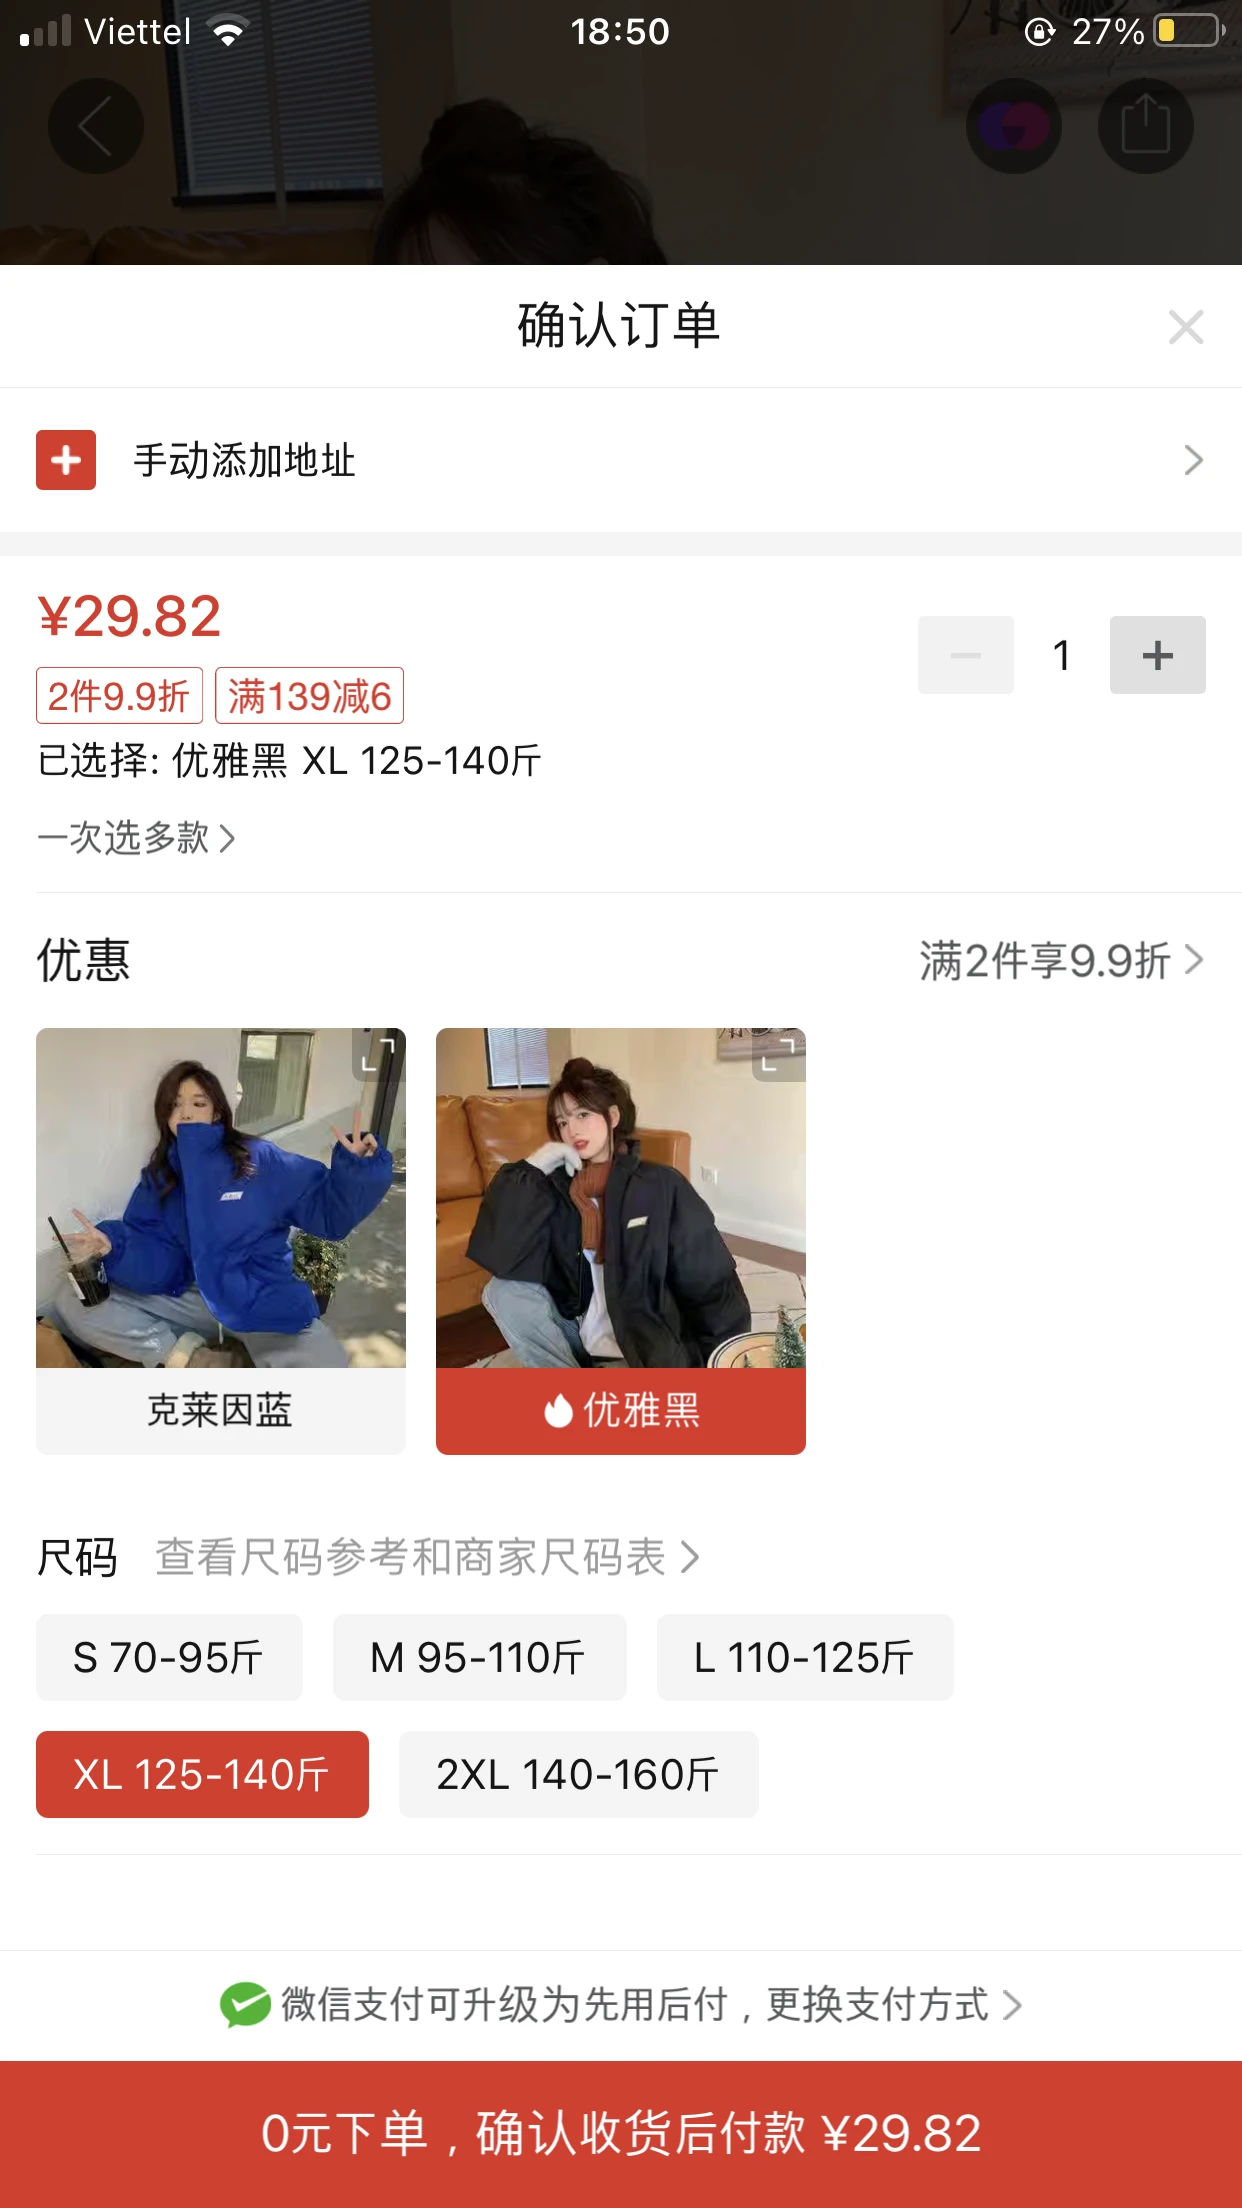 Viettel 18:50 27%
确认订单
手动添加地址
¥29.82
1
2件9.9折 满139减6
已选择: 优雅黑 XL 125-140斤
一次选多款
优惠 满2件享9.9折
克莱因蓝 优雅黑
尺码 查看尺码参考和商家尺码表
S 70-95斤 M 95-110斤 L 110-125斤
XL 125-140斤 2XL 140-160斤
微信支付可升级为先用后付，更换支付方式
0元下单，确认收货后付款 ¥29.82